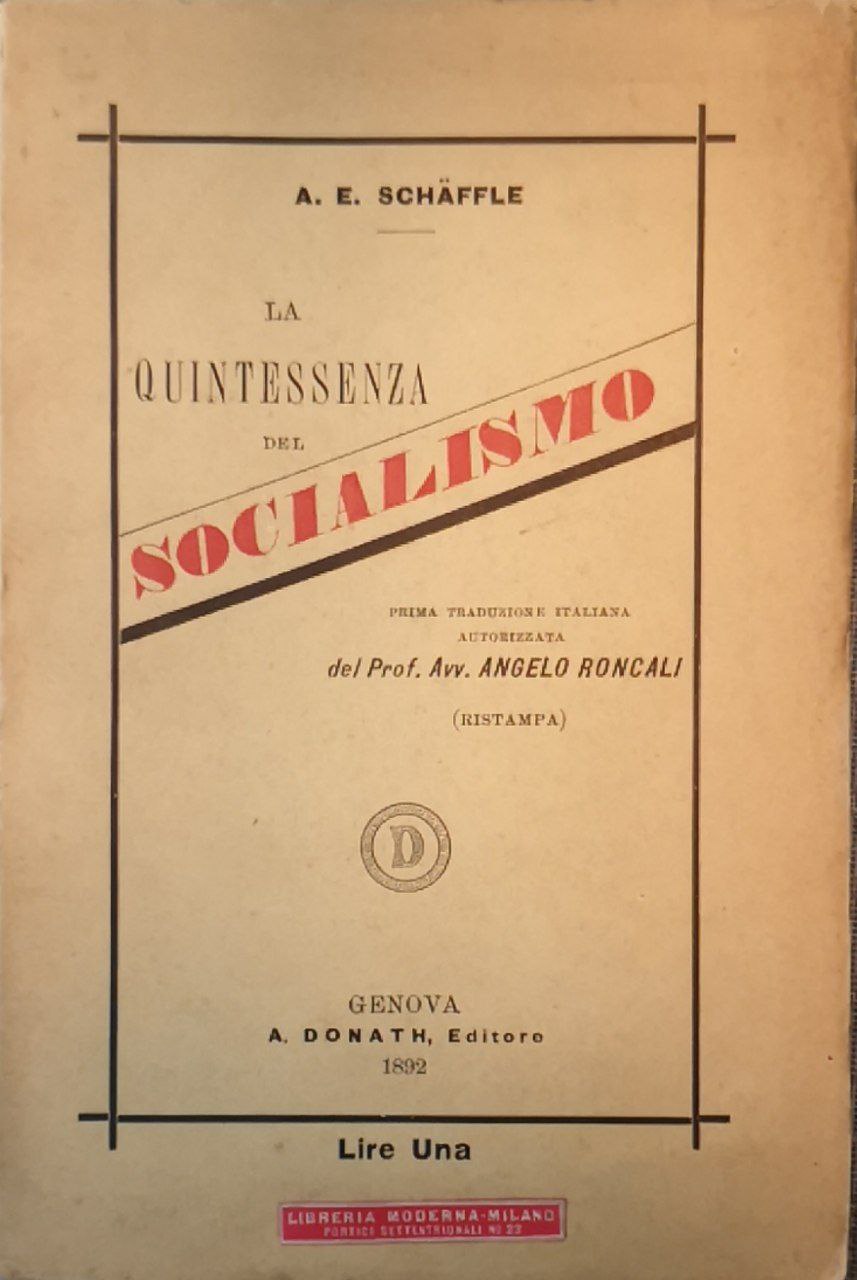 A. E. SCHÄFFLE
LA
QUINTESSENZA
DEL
SOCIALISMO
PRIMA TRADUZIONE ITALIANA
AUTORIZZATA
del Prof. Avv. ANGELO RONCALI
(RISTAMPA)
D
GENOVA
A. DONATH, Editore
1892
Lire Una
LIBRERIA MODERNA-MILANO
PORTICI SETTENTRIONALI Nº 23